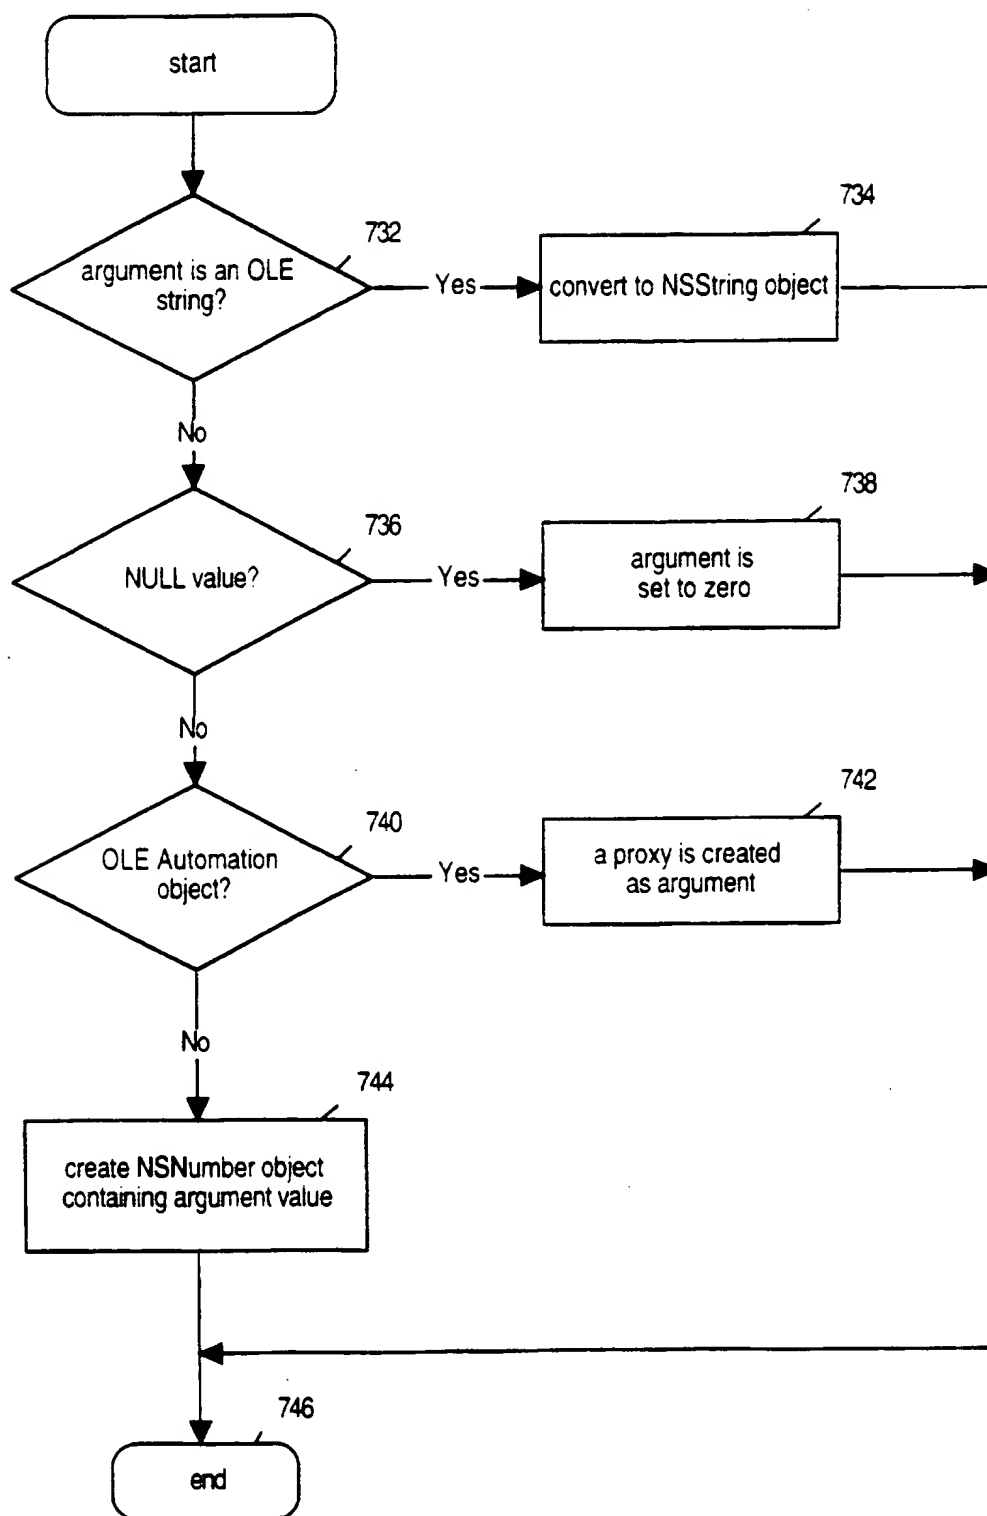 start
732
argument is an OLE
string?
Yes
734
convert to NSString object
No
736
NULL value?
Yes
738
argument is
set to zero
No
740
OLE Automation
object?
Yes
742
a proxy is created
as argument
No
744
create NSNumber object
containing argument value
746
end